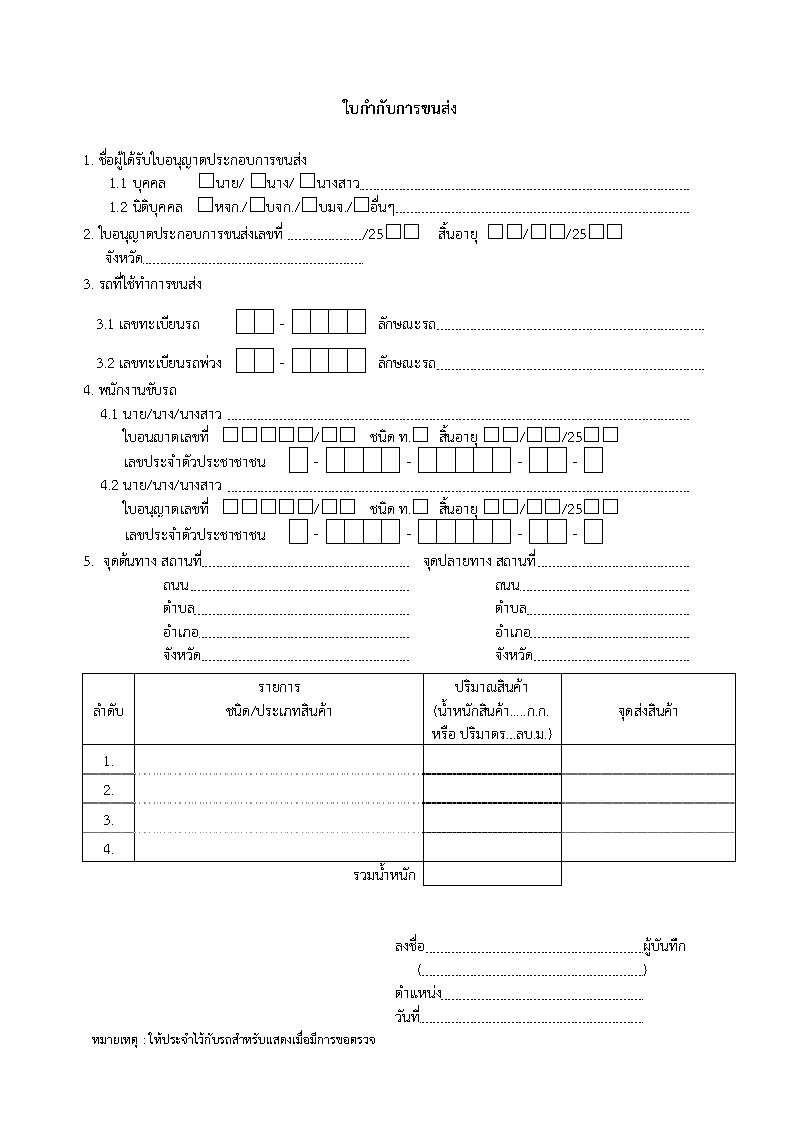 ใบกำกับการขนส่ง
1. ชื่อผู้ได้รับใบอนุญาตประกอบการขนส่ง
1.1 บุคคล □นาย/ □นาง/ □นางสาว
1.2 นิติบุคคล □หจก./□บจก./□บมจ./□อื่นๆ
2. ใบอนุญาตประกอบการขนส่งเลขที่ ................/25□□ สิ้นอายุ □□/□□/25□□
จังหวัด
3. รถที่ใช้ทำการขนส่ง
3.1 เลขทะเบียนรถ □□ - □□□□ ลักษณะรถ
3.2 เลขทะเบียนรถพ่วง □□ - □□□□ ลักษณะรถ
4. พนักงานขับรถ
4.1 นาย/นาง/นางสาว
ใบอนุญาตเลขที่ □□□□□/□□ ชนิด ท.□ สิ้นอายุ □□/□□/25□□
เลขประจำตัวประชาชาชน □ - □□□□ - □□□□□ - □□ - □
4.2 นาย/นาง/นางสาว
ใบอนุญาตเลขที่ □□□□□/□□ ชนิด ท.□ สิ้นอายุ □□/□□/25□□
เลขประจำตัวประชาชาชน □ - □□□□ - □□□□□ - □□ - □
5. จุดต้นทาง สถานที่ จุดปลายทาง สถานที่
ถนน ถนน
ตำบล ตำบล
อำเภอ อำเภอ
จังหวัด จังหวัด
ลำดับ รายการ ชนิด/ประเภทสินค้า ปริมาณสินค้า (น้ำหนักสินค้า.....ก.ก. หรือ ปริมาตร...ลบ.ม.) จุดส่งสินค้า
1.
2.
3.
4.
รวมน้ำหนัก
ลงชื่อ ผู้บันทึก
( )
ตำแหน่ง
วันที่
หมายเหตุ : ให้ประจำไว้กับรถสำหรับแสดงเมื่อมีการขอตรวจ